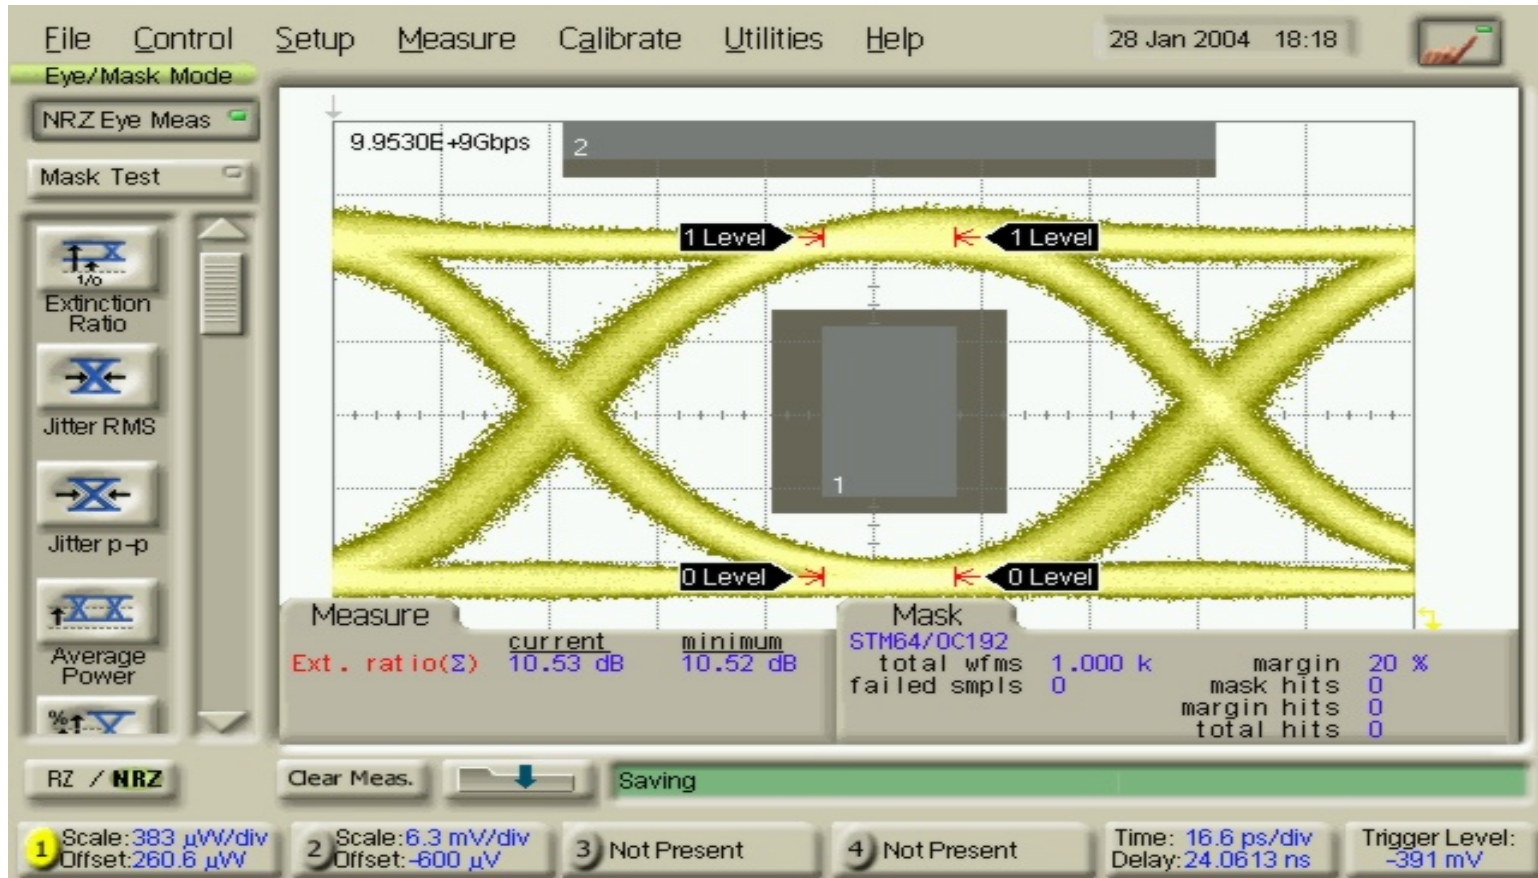 File Control Setup Measure Calibrate Utilities Help 28 Jan 2004 18:18
Eye/Mask Mode
NRZ Eye Meas
Mask Test
1/0
Extinction
Ratio
Jitter RMS
Jitter p-p
Average
Power
%
9.9530E+9Gbps
2
1 Level 1 Level
1
0 Level 0 Level
Measure
current minimum
Ext. ratio(Σ) 10.53 dB 10.52 dB
Mask
STM64/OC192
total wfms 1.000 k margin 20 %
failed smpls 0 mask hits 0
margin hits 0
total hits 0
RZ / NRZ
Clear Meas.
Saving
1 Scale:383 µW/div
Offset:260.6 µW
2 Scale:6.3 mV/div
Offset:-600 µV
3 Not Present
4 Not Present
Time: 16.6 ps/div
Delay:24.0613 ns
Trigger Level:
-391 mV